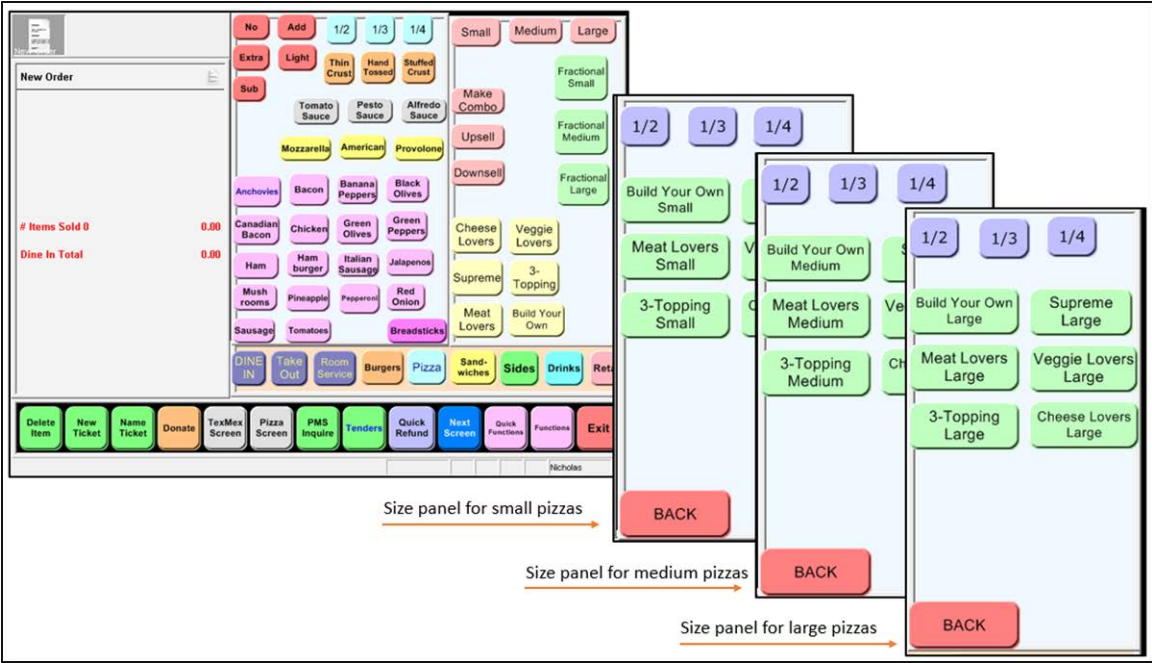 New Order
New Order
# Items Sold 0 0.00
Dine In Total 0.00
No Add 1/2 1/3 1/4
Extra Light Thin Crust Hand Tossed Stuffed Crust
Sub
Tomato Sauce Pesto Sauce Alfredo Sauce
Mozzarella American Provolone
Anchovies Bacon Banana Peppers Black Olives
Canadian Bacon Chicken Green Olives Green Peppers
Ham Ham burger Italian Sausage Jalapenos
Mush rooms Pineapple Pepperoni Red Onion
Sausage Tomatoes Breadsticks
Small Medium Large
Fractional Small
Make Combo
Upsell Fractional Medium
Downsell Fractional Large
Cheese Lovers Veggie Lovers
Supreme 3-Topping
Meat Lovers Build Your Own
DINE IN Take Out Room Service Burgers Pizza Sand-wiches Sides Drinks Reta
Delete Item New Ticket Name Ticket Donate TexMex Screen Pizza Screen PMS Inquire Tenders Quick Refund Next Screen Quick Functions Functions Exit
Nicholas
1/2 1/3 1/4
Build Your Own Small
Meat Lovers Small V
3-Topping Small C
BACK
Size panel for small pizzas
1/2 1/3 1/4
Build Your Own Medium S
Meat Lovers Medium Ve
3-Topping Medium Ch
BACK
Size panel for medium pizzas
1/2 1/3 1/4
Build Your Own Large Supreme Large
Meat Lovers Large Veggie Lovers Large
3-Topping Large Cheese Lovers Large
BACK
Size panel for large pizzas